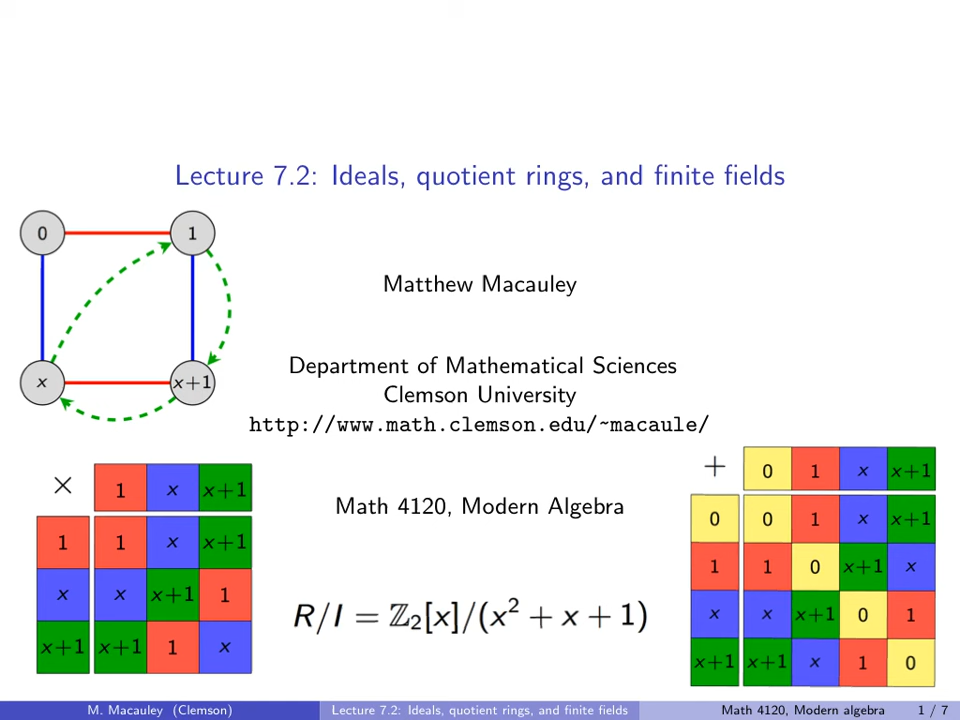 Lecture 7.2: Ideals, quotient rings, and finite fields
0 1
x x+1
Matthew Macauley
Department of Mathematical Sciences
Clemson University
http://www.math.clemson.edu/~macaule/
Math 4120, Modern Algebra
R/I = ℤ₂[x]/(x² + x + 1)
× 1 x x+1
1 1 x x+1
x x x+1 1
x+1 x+1 1 x
+ 0 1 x x+1
0 0 1 x x+1
1 1 0 x+1 x
x x x+1 0 1
x+1 x+1 x 1 0
M. Macauley (Clemson) Lecture 7.2: Ideals, quotient rings, and finite fields Math 4120, Modern algebra 1 / 7